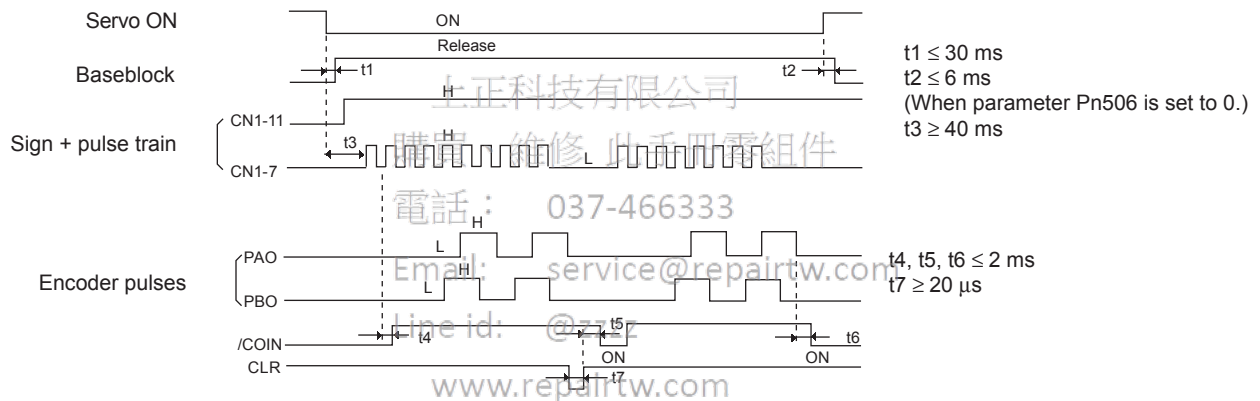 Servo ON
ON
Release
Baseblock
t1
t2
t1 ≤ 30 ms
t2 ≤ 6 ms
(When parameter Pn506 is set to 0.)
t3 ≥ 40 ms
上正科技有限公司
H
CN1-11
Sign + pulse train
t3
H
購買、維修 此手冊零組件
L
CN1-7
電話： 037-466333
H
PAO
L
Encoder pulses
Email: service@repairtw.com
H
t4, t5, t6 ≤ 2 ms
t7 ≥ 20 μs
L
PBO
Line id: @zzzz
t4
t5
t6
/COIN
ON
ON
CLR
t7
www.repairtw.com